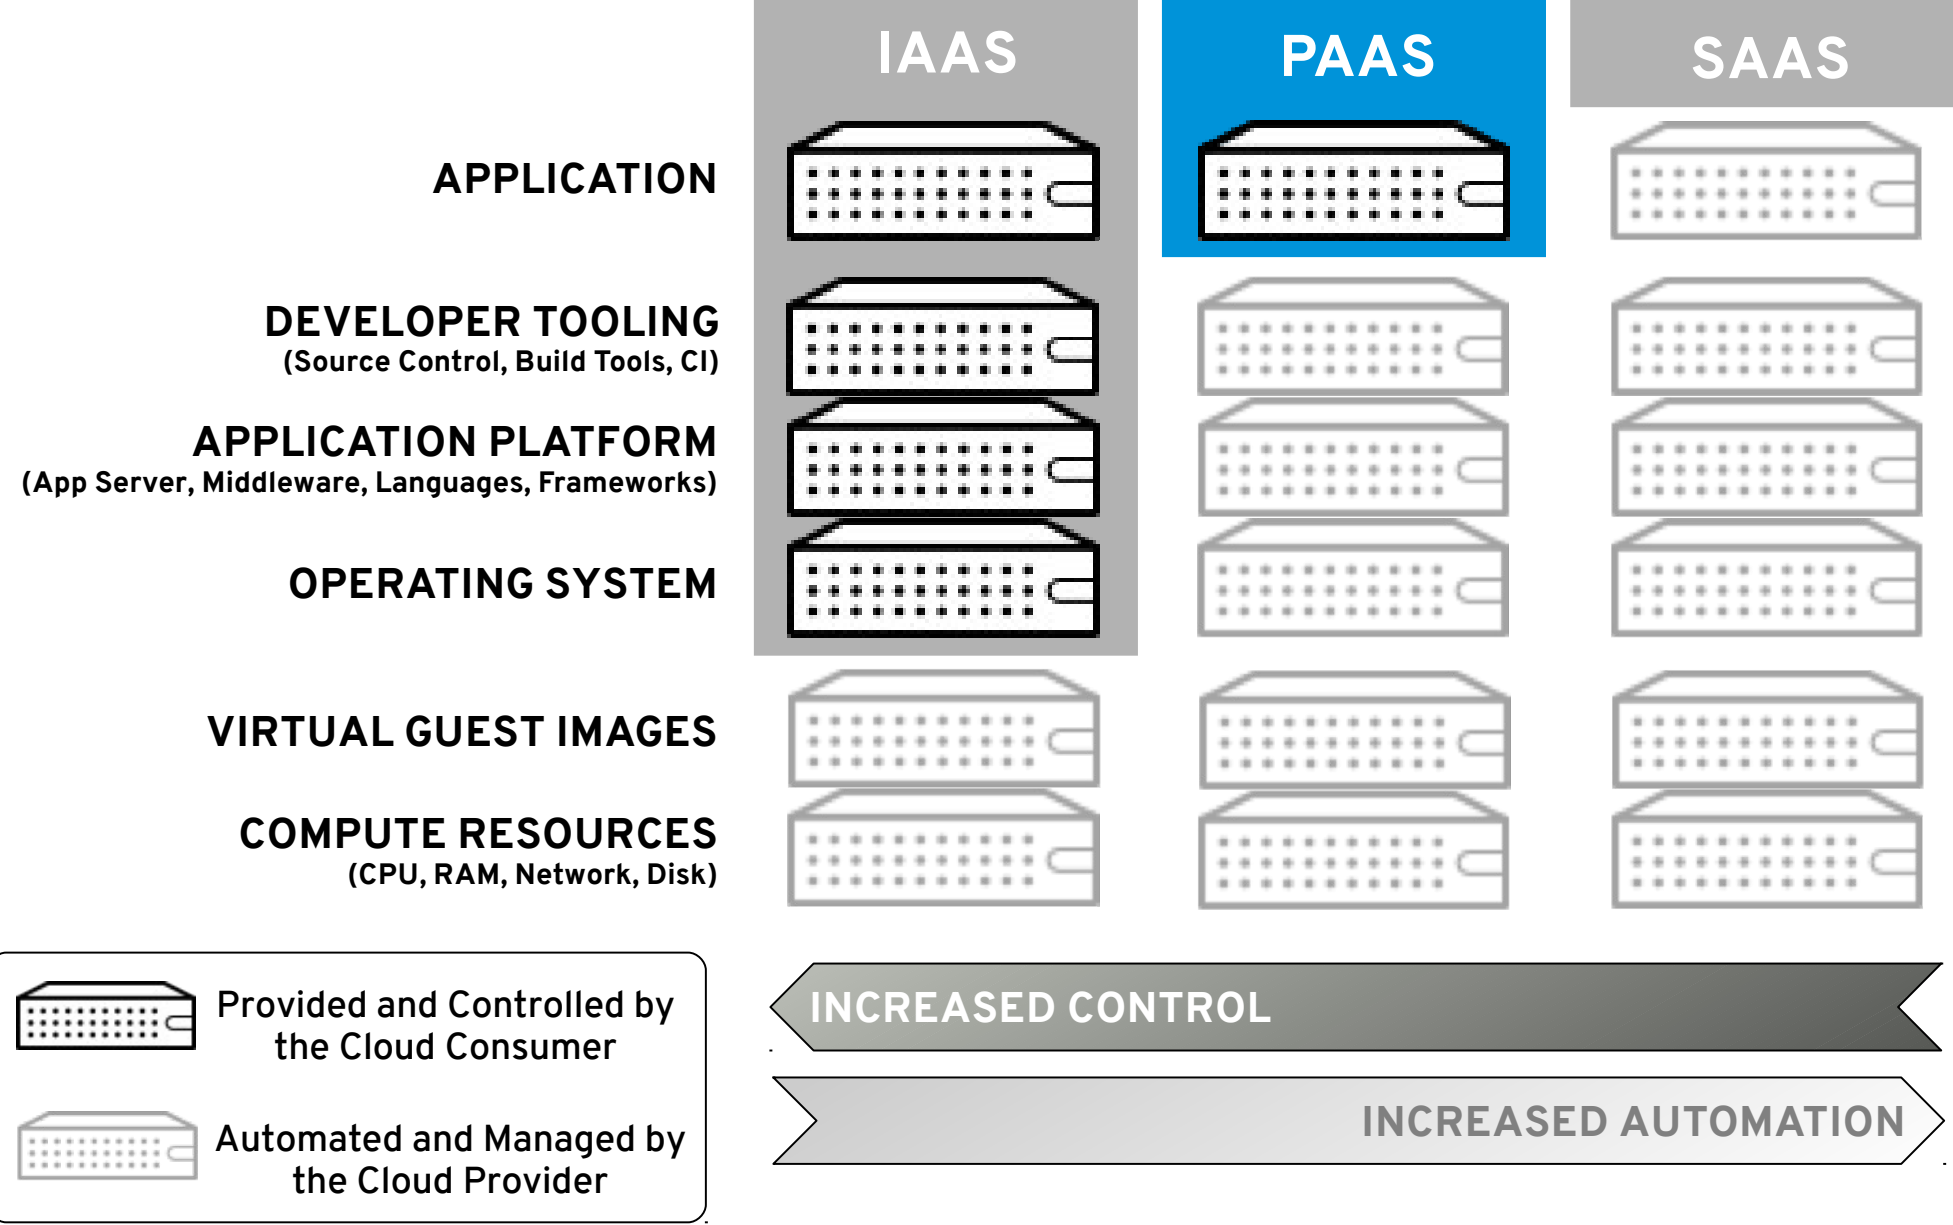 IAAS
PAAS
SAAS
APPLICATION
DEVELOPER TOOLING
(Source Control, Build Tools, CI)
APPLICATION PLATFORM
(App Server, Middleware, Languages, Frameworks)
OPERATING SYSTEM
VIRTUAL GUEST IMAGES
COMPUTE RESOURCES
(CPU, RAM, Network, Disk)
Provided and Controlled by
the Cloud Consumer
Automated and Managed by
the Cloud Provider
INCREASED CONTROL
INCREASED AUTOMATION